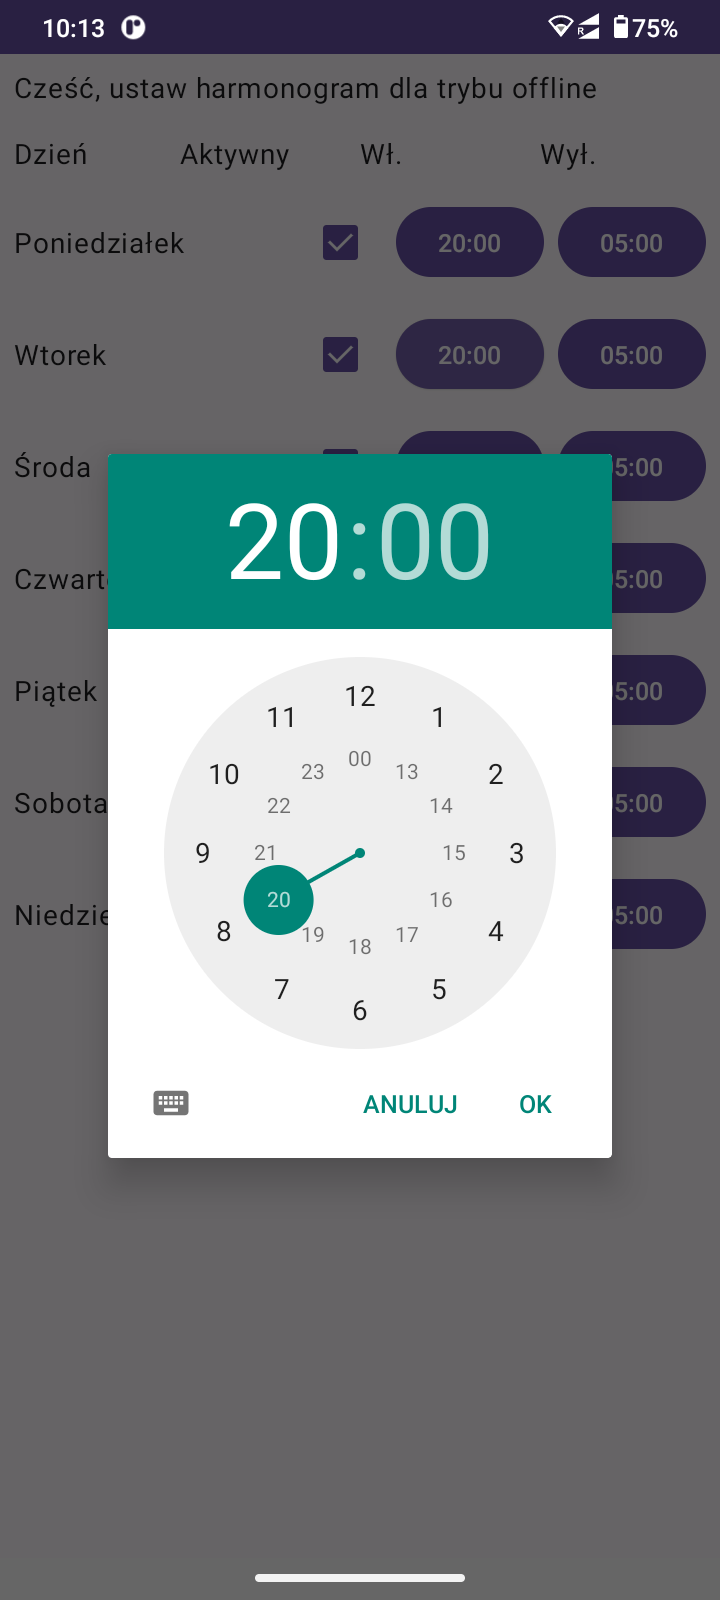 10:13 R 75%
Cześć, ustaw harmonogram dla trybu offline
Dzień Aktywny Wł. Wył.
Poniedziałek 20:00 05:00
Wtorek 20:00 05:00
Środa 5:00
20:00
Czwart 5:00
12
11 1
00
23 13
10 2
22 14
Piątek 5:00
9 21 15 3
20 16
8 4
19 17
18
7 5
6
Sobota 5:00
Niedzie 5:00
ANULUJ OK